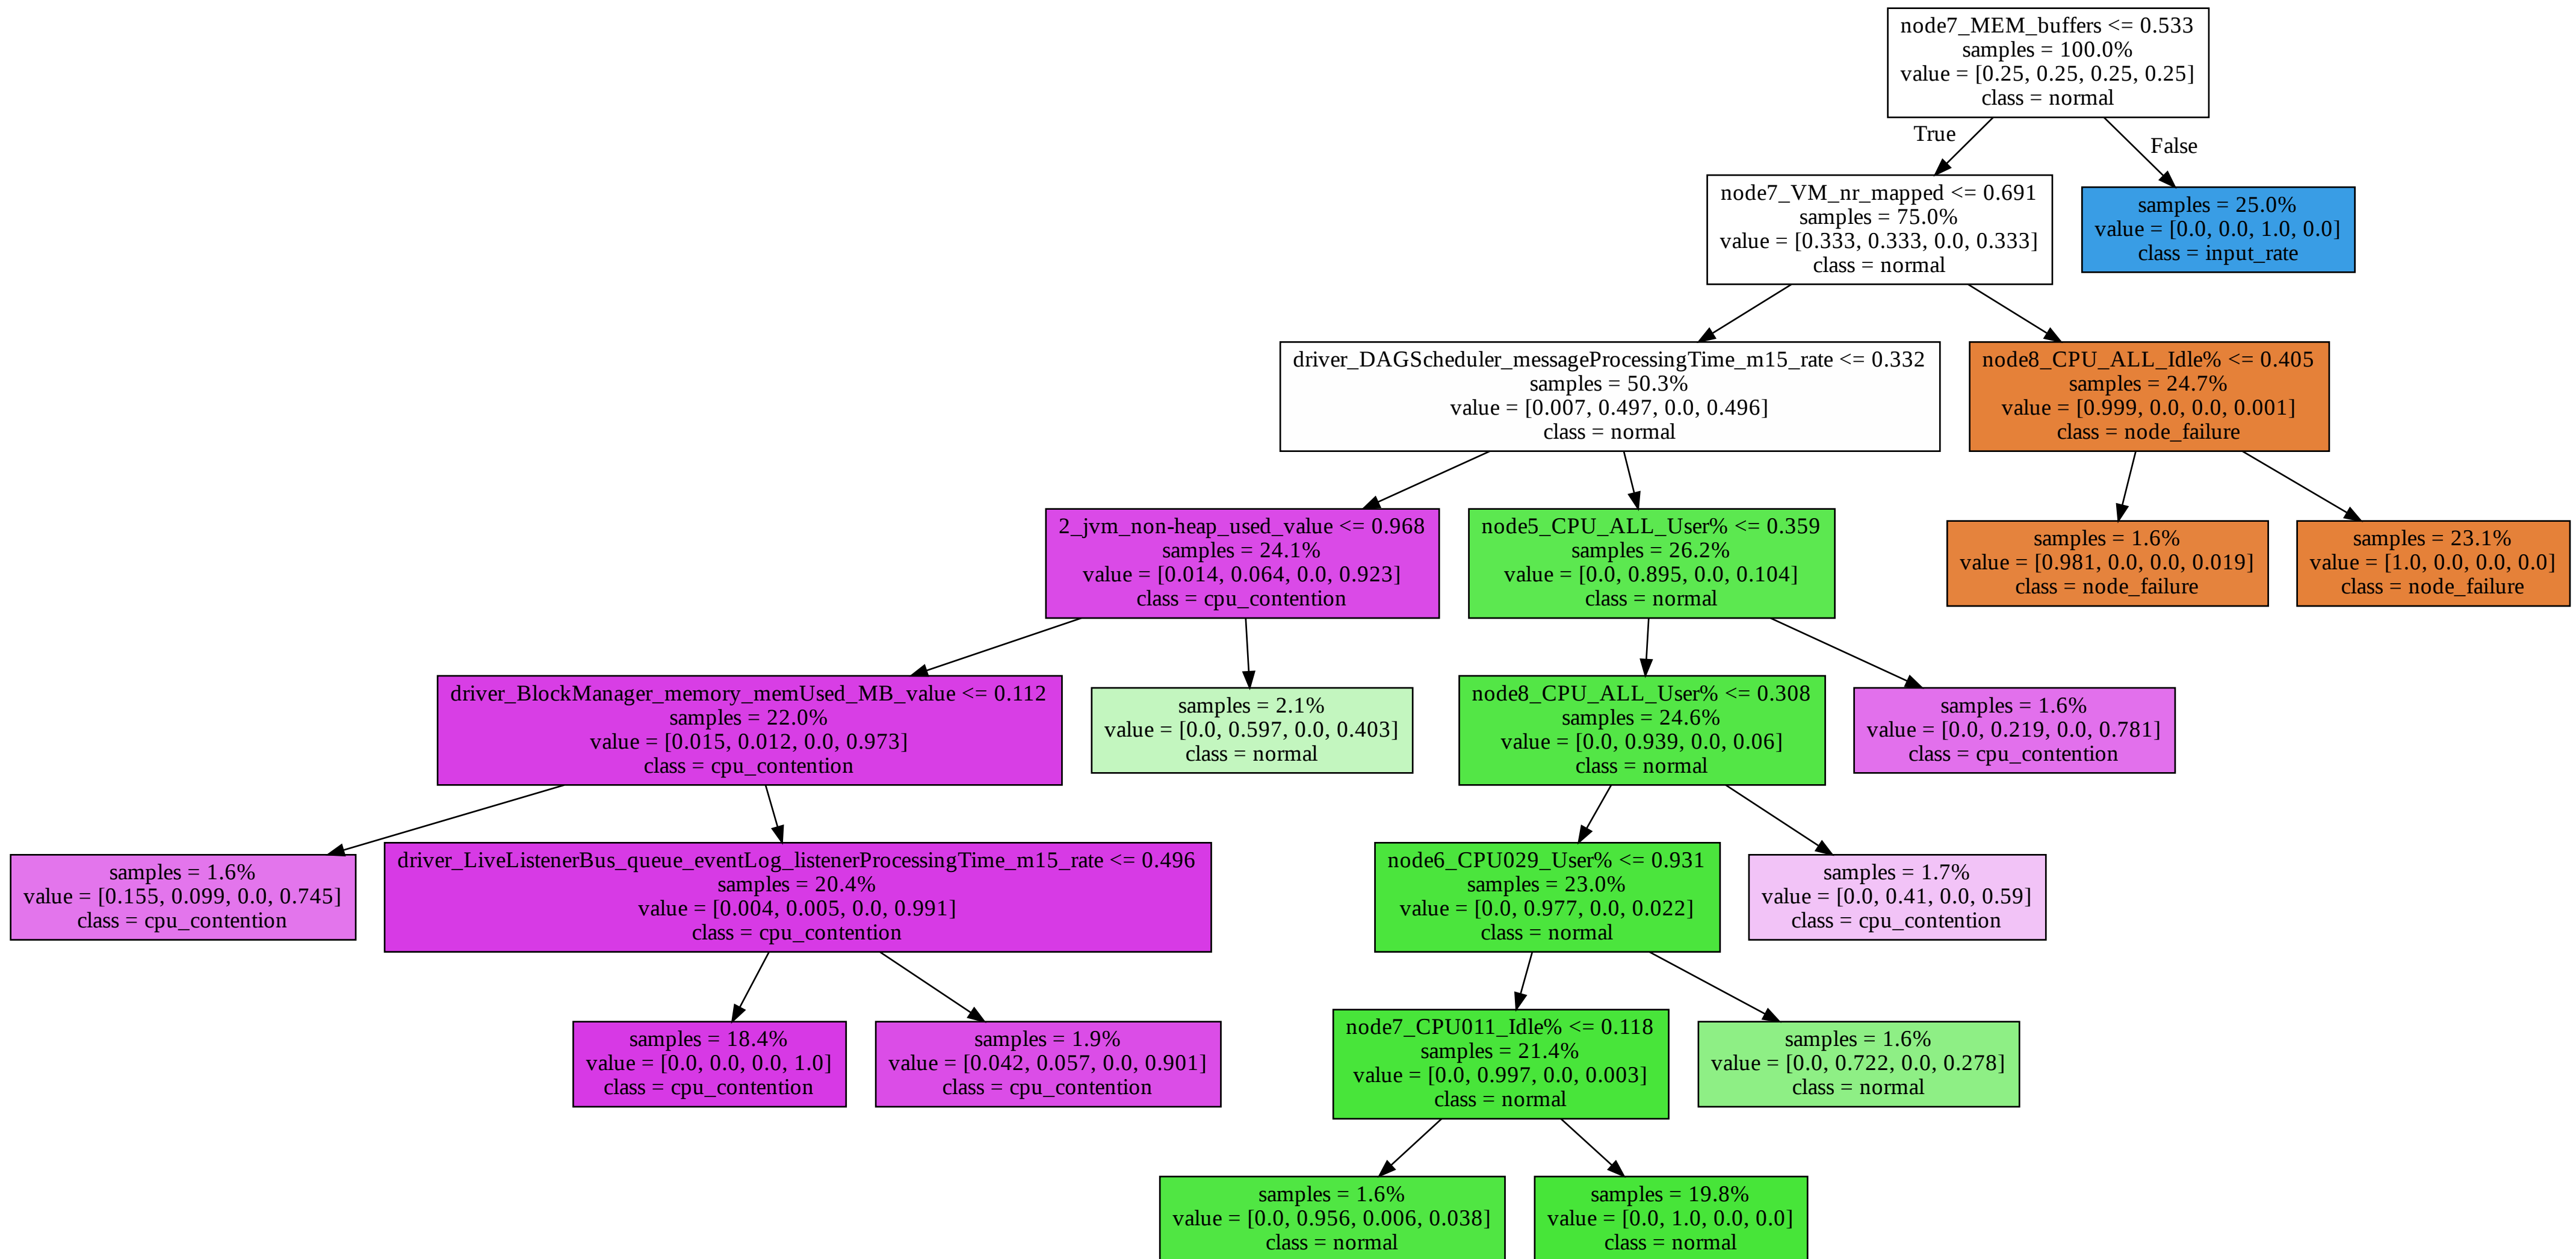 node7_MEM_buffers <= 0.533
samples = 100.0%
value = [0.25, 0.25, 0.25, 0.25]
class = normal
True
False
node7_VM_nr_mapped <= 0.691
samples = 75.0%
value = [0.333, 0.333, 0.0, 0.333]
class = normal
samples = 25.0%
value = [0.0, 0.0, 1.0, 0.0]
class = input_rate
driver_DAGScheduler_messageProcessingTime_m15_rate <= 0.332
samples = 50.3%
value = [0.007, 0.497, 0.0, 0.496]
class = normal
node8_CPU_ALL_Idle% <= 0.405
samples = 24.7%
value = [0.999, 0.0, 0.0, 0.001]
class = node_failure
2_jvm_non-heap_used_value <= 0.968
samples = 24.1%
value = [0.014, 0.064, 0.0, 0.923]
class = cpu_contention
node5_CPU_ALL_User% <= 0.359
samples = 26.2%
value = [0.0, 0.895, 0.0, 0.104]
class = normal
samples = 1.6%
value = [0.981, 0.0, 0.0, 0.019]
class = node_failure
samples = 23.1%
value = [1.0, 0.0, 0.0, 0.0]
class = node_failure
driver_BlockManager_memory_memUsed_MB_value <= 0.112
samples = 22.0%
value = [0.015, 0.012, 0.0, 0.973]
class = cpu_contention
samples = 2.1%
value = [0.0, 0.597, 0.0, 0.403]
class = normal
node8_CPU_ALL_User% <= 0.308
samples = 24.6%
value = [0.0, 0.939, 0.0, 0.06]
class = normal
samples = 1.6%
value = [0.0, 0.219, 0.0, 0.781]
class = cpu_contention
samples = 1.6%
value = [0.155, 0.099, 0.0, 0.745]
class = cpu_contention
driver_LiveListenerBus_queue_eventLog_listenerProcessingTime_m15_rate <= 0.496
samples = 20.4%
value = [0.004, 0.005, 0.0, 0.991]
class = cpu_contention
node6_CPU029_User% <= 0.931
samples = 23.0%
value = [0.0, 0.977, 0.0, 0.022]
class = normal
samples = 1.7%
value = [0.0, 0.41, 0.0, 0.59]
class = cpu_contention
samples = 18.4%
value = [0.0, 0.0, 0.0, 1.0]
class = cpu_contention
samples = 1.9%
value = [0.042, 0.057, 0.0, 0.901]
class = cpu_contention
node7_CPU011_Idle% <= 0.118
samples = 21.4%
value = [0.0, 0.997, 0.0, 0.003]
class = normal
samples = 1.6%
value = [0.0, 0.722, 0.0, 0.278]
class = normal
samples = 1.6%
value = [0.0, 0.956, 0.006, 0.038]
class = normal
samples = 19.8%
value = [0.0, 1.0, 0.0, 0.0]
class = normal